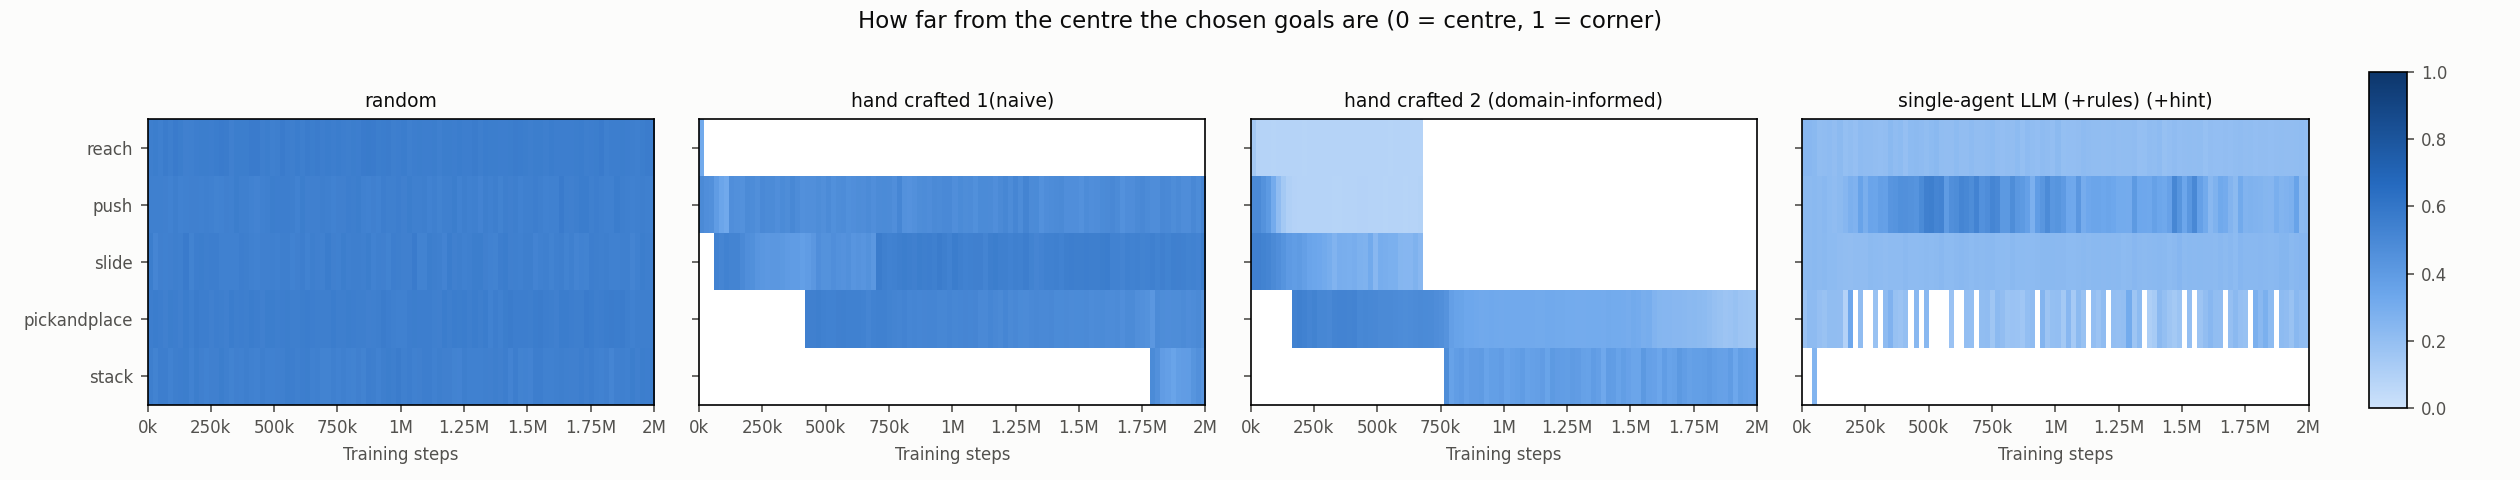 How far from the centre the chosen goals are (0 = centre, 1 = corner)
random
hand crafted 1(naive)
hand crafted 2 (domain-informed)
single-agent LLM (+rules) (+hint)
reach
push
slide
pickandplace
stack
0k 250k 500k 750k 1M 1.25M 1.5M 1.75M 2M
Training steps
0k 250k 500k 750k 1M 1.25M 1.5M 1.75M 2M
Training steps
0k 250k 500k 750k 1M 1.25M 1.5M 1.75M 2M
Training steps
0k 250k 500k 750k 1M 1.25M 1.5M 1.75M 2M
Training steps
1.0
0.8
0.6
0.4
0.2
0.0